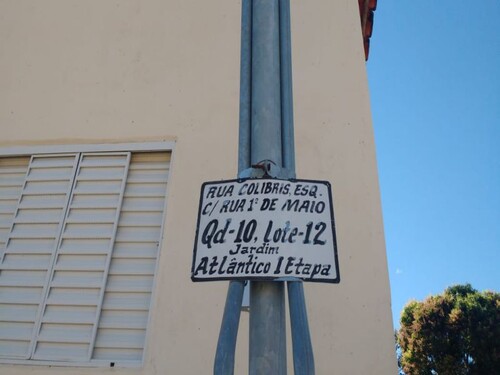 RUA COLIBRIS, ESQ.
C/ RUA 1º DE MAIO
Qd-10, Lote-12
Jardim
Atlântico I Etapa